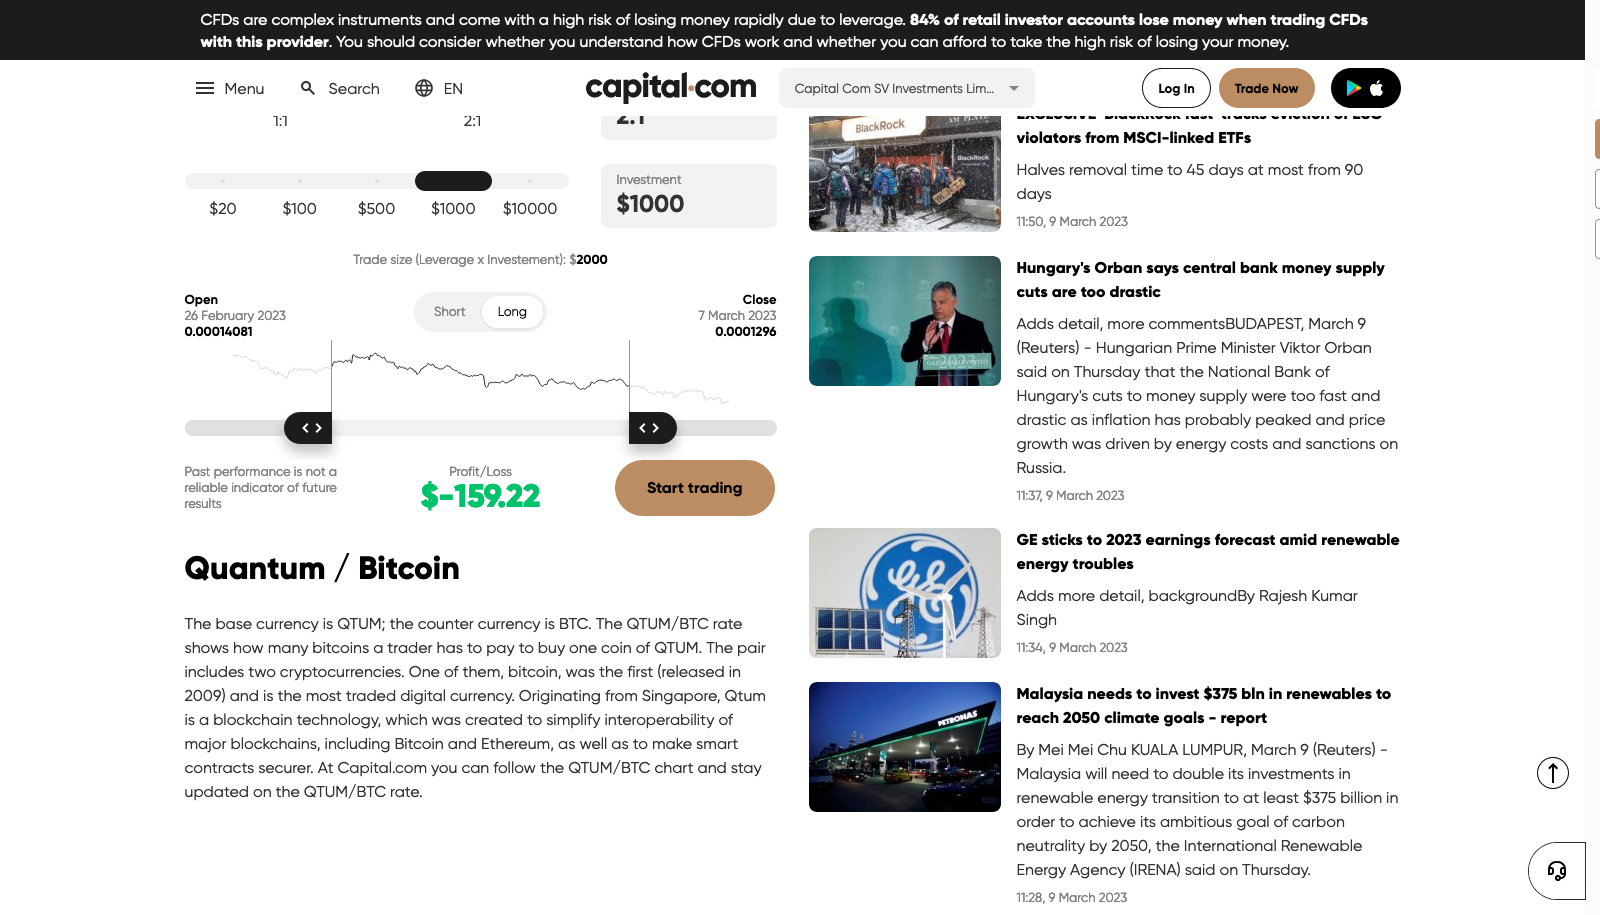 CFDs are complex instruments and come with a high risk of losing money rapidly due to leverage. 84% of retail investor accounts lose money when trading CFDs
with this provider. You should consider whether you understand how CFDs work and whether you can afford to take the high risk of losing your money.
Menu
Search
EN
capital.com
Capital Com SV Investments Lim...
Log In
Trade Now
1:1
2:1
2:1
$20
$100
$500
$1000
$10000
Investment
$1000
Trade size (Leverage x Investement): $2000
Open
26 February 2023
0.00014081
Short
Long
Close
7 March 2023
0.0001296
Past performance is not a
reliable indicator of future
results
Profit/Loss
$-159.22
Start trading
Quantum / Bitcoin
The base currency is QTUM; the counter currency is BTC. The QTUM/BTC rate
shows how many bitcoins a trader has to pay to buy one coin of QTUM. The pair
includes two cryptocurrencies. One of them, bitcoin, was the first (released in
2009) and is the most traded digital currency. Originating from Singapore, Qtum
is a blockchain technology, which was created to simplify interoperability of
major blockchains, including Bitcoin and Ethereum, as well as to make smart
contracts securer. At Capital.com you can follow the QTUM/BTC chart and stay
updated on the QTUM/BTC rate.
BlackRock
BlackRock
EXCLUSIVE-BlackRock fast-tracks eviction of ESG
violators from MSCI-linked ETFs
Halves removal time to 45 days at most from 90
days
11:50, 9 March 2023
2023
Hungary's Orban says central bank money supply
cuts are too drastic
Adds detail, more commentsBUDAPEST, March 9
(Reuters) - Hungarian Prime Minister Viktor Orban
said on Thursday that the National Bank of
Hungary's cuts to money supply were too fast and
drastic as inflation has probably peaked and price
growth was driven by energy costs and sanctions on
Russia.
11:37, 9 March 2023
GE sticks to 2023 earnings forecast amid renewable
energy troubles
Adds more detail, backgroundBy Rajesh Kumar
Singh
11:34, 9 March 2023
PETRONAS
Malaysia needs to invest $375 bln in renewables to
reach 2050 climate goals - report
By Mei Mei Chu KUALA LUMPUR, March 9 (Reuters) -
Malaysia will need to double its investments in
renewable energy transition to at least $375 billion in
order to achieve its ambitious goal of carbon
neutrality by 2050, the International Renewable
Energy Agency (IRENA) said on Thursday.
11:28, 9 March 2023